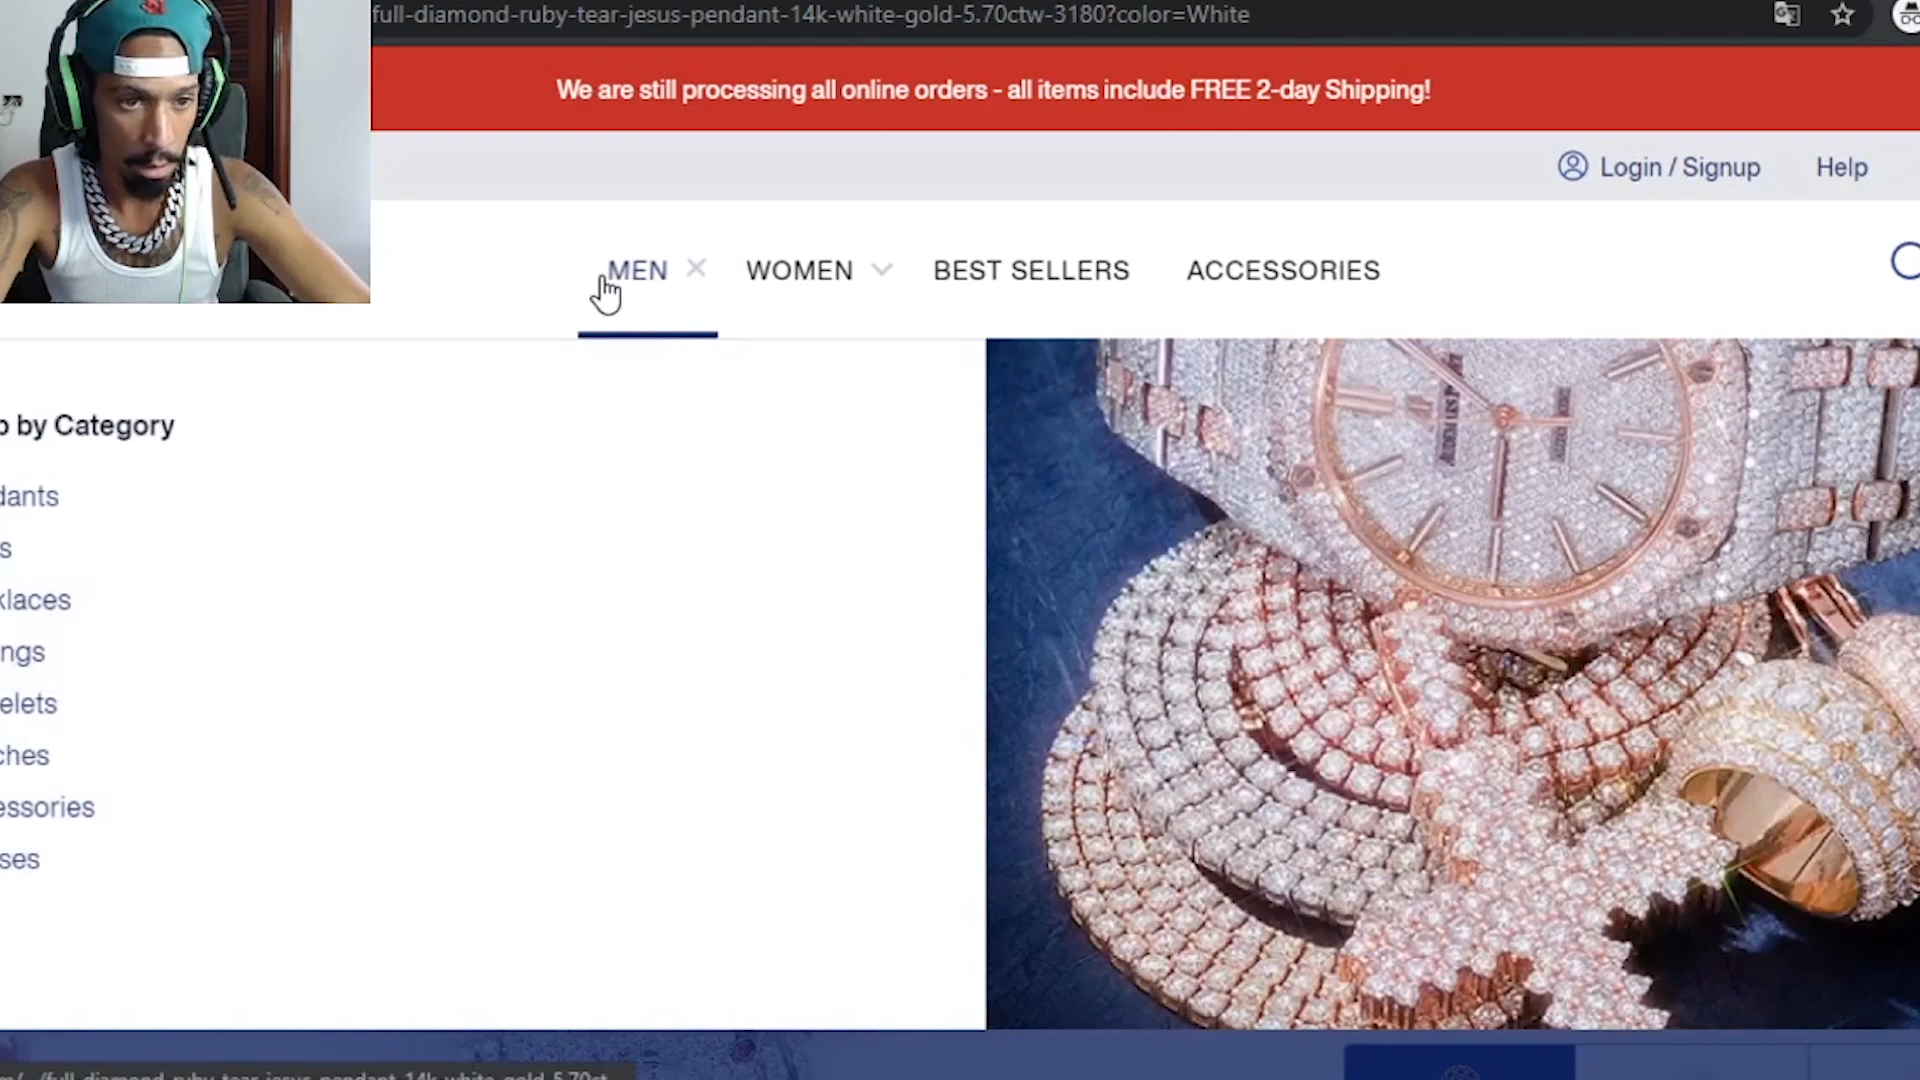 full-diamond-ruby-tear-jesus-pendant-14k-white-gold-5.70ctw-3180?color=White
We are still processing all online orders - all items include FREE 2-day Shipping!
Login / Signup
Help
MEN
WOMEN
BEST SELLERS
ACCESSORIES
by Category
dants
s
klaces
ngs
elets
ches
essories
ses